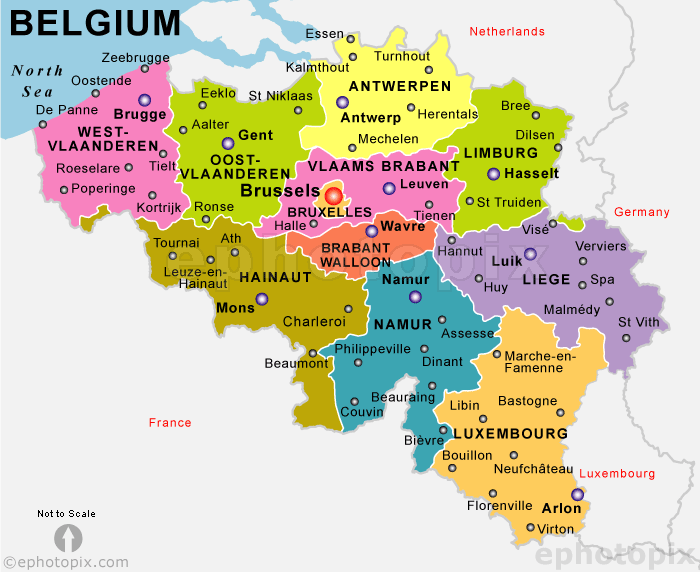 BELGIUM
Netherlands
Essen
Zeebrugge
Kalmthout
Turnhout
North
Sea
Oostende
ANTWERPEN
Eeklo
St Niklaas
De Panne
Brugge
Antwerp
Herentals
Bree
Aalter
WEST-
VLAANDEREN
Gent
Mechelen
Dilsen
OOST-
VLAANDEREN
LIMBURG
Roeselare
Tielt
VLAAMS BRABANT
Hasselt
Poperinge
Brussels
Leuven
Kortrijk
Ronse
BRUXELLES
Tienen
St Truiden
Germany
Halle
Wavre
Visé
Tournai
Ath
BRABANT
WALLOON
Hannut
Verviers
Luik
ephotopix
Leuze-en-
Hainaut
HAINAUT
Namur
Huy
LIEGE
Spa
Mons
Malmédy
Charleroi
NAMUR
Assesse
St Vith
Beaumont
Philippeville
Dinant
Marche-en-
Famenne
Couvin
Beauraing
Libin
Bastogne
France
Bièvre
LUXEMBOURG
Bouillon
Neufchâteau
Luxembourg
Florenville
Arlon
Not to Scale
Virton
©ephotopix.com
ephotopix